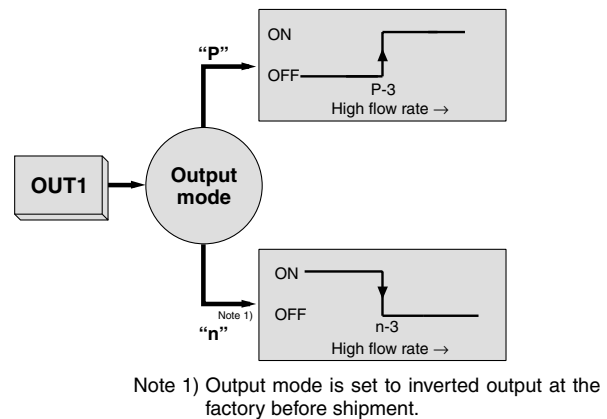 “P”
ON
OFF
P-3
High flow rate →
OUT1
Output
mode
Note 1)
“n”
ON
OFF
n-3
High flow rate →
Note 1) Output mode is set to inverted output at the
factory before shipment.